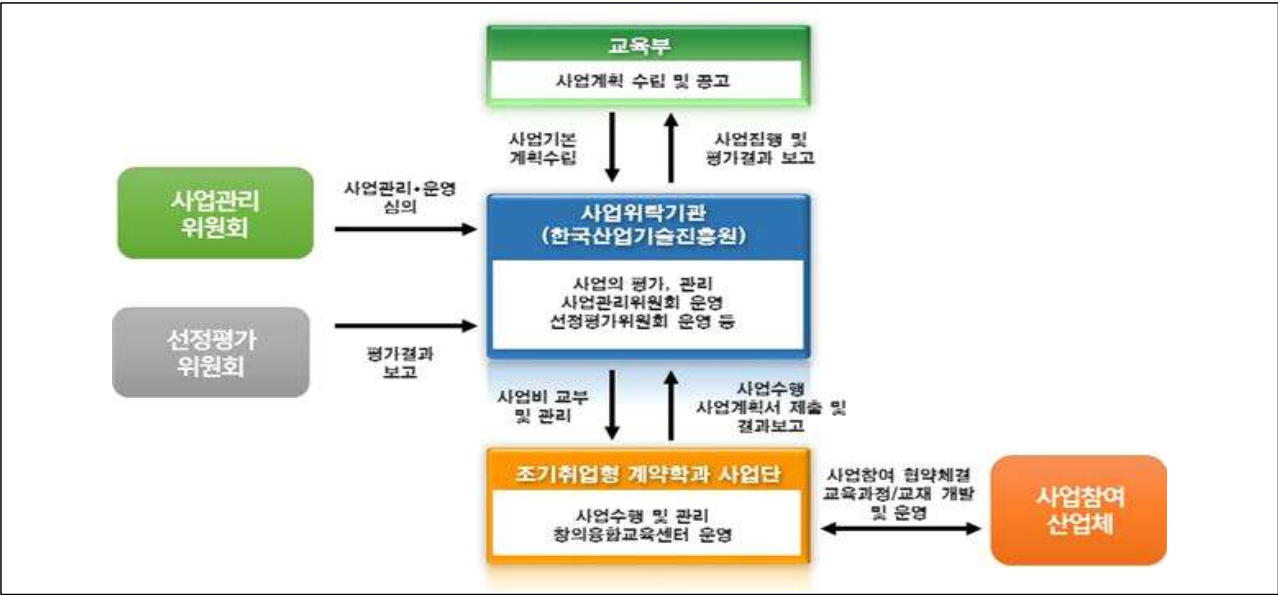 교육부
사업계획 수립 및 공고
사업기본
계획수립
사업집행 및
평가결과 보고
사업관리
위원회
사업관리•운영
심의
사업위탁기관
(한국산업기술진흥원)
사업의 평가, 관리
사업관리위원회 운영
선정평가위원회 운영 등
선정평가
위원회
평가결과
보고
사업비 교부
및 관리
사업수행
사업계획서 제출 및
결과보고
조기취업형 계약학과 사업단
사업수행 및 관리
창의융합교육센터 운영
사업참여 협약체결
교육과정/교재 개발
및 운영
사업참여
산업체